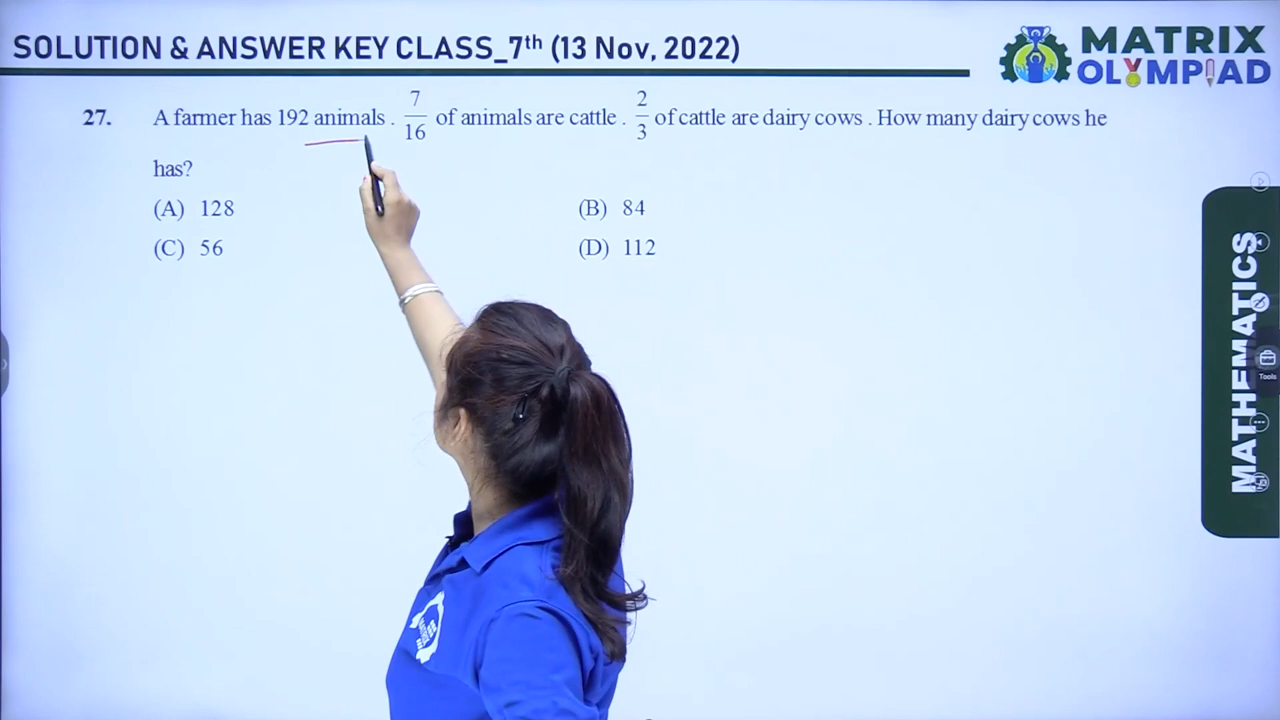 SOLUTION & ANSWER KEY CLASS_7th (13 Nov, 2022)
MATRIX
OLYMPIAD
27. A farmer has 192 animals . 7/16 of animals are cattle . 2/3 of cattle are dairy cows . How many dairy cows he
has?
(A) 128 (B) 84
(C) 56 (D) 112
MATHEMATICS
Tools